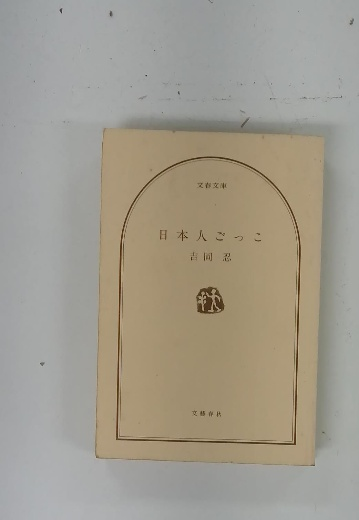 文春文庫
日本人ごっこ
吉岡 忍
文藝春秋